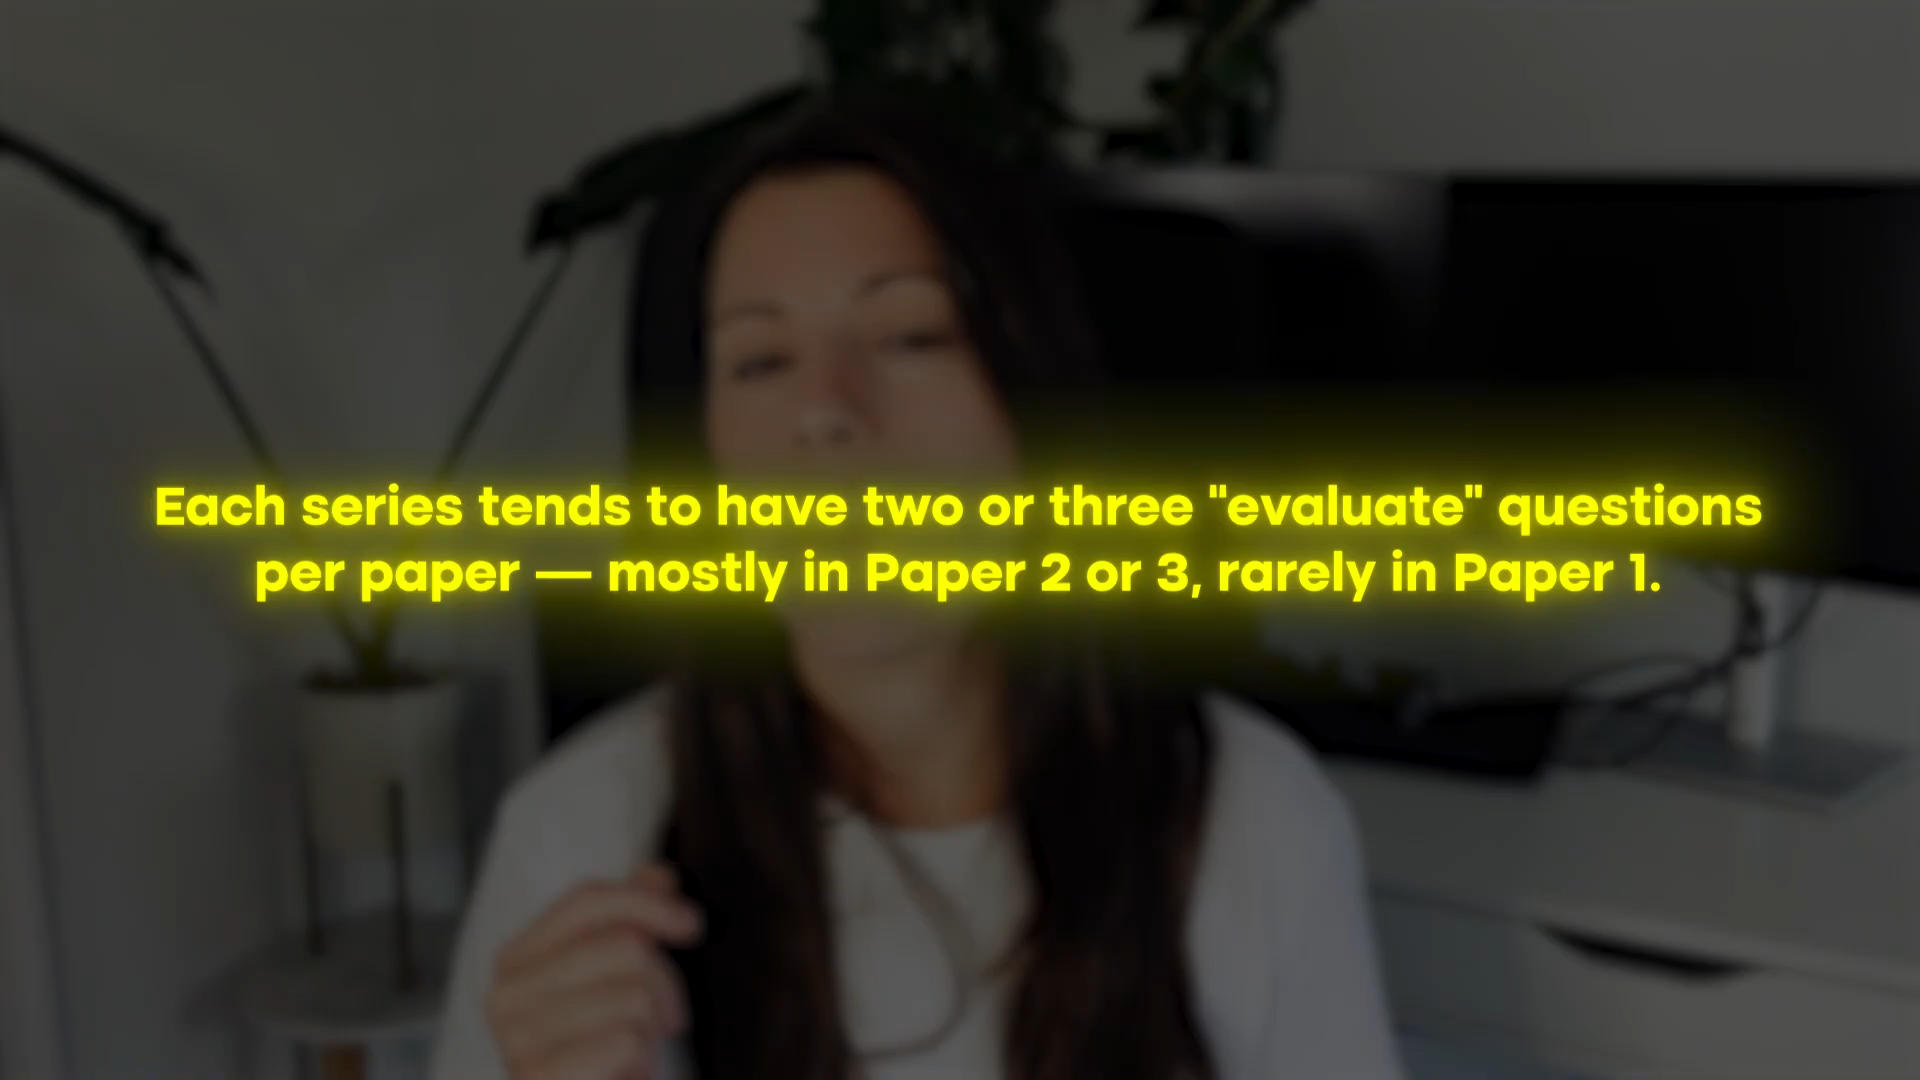 Each series tends to have two or three "evaluate" questions
per paper — mostly in Paper 2 or 3, rarely in Paper 1.